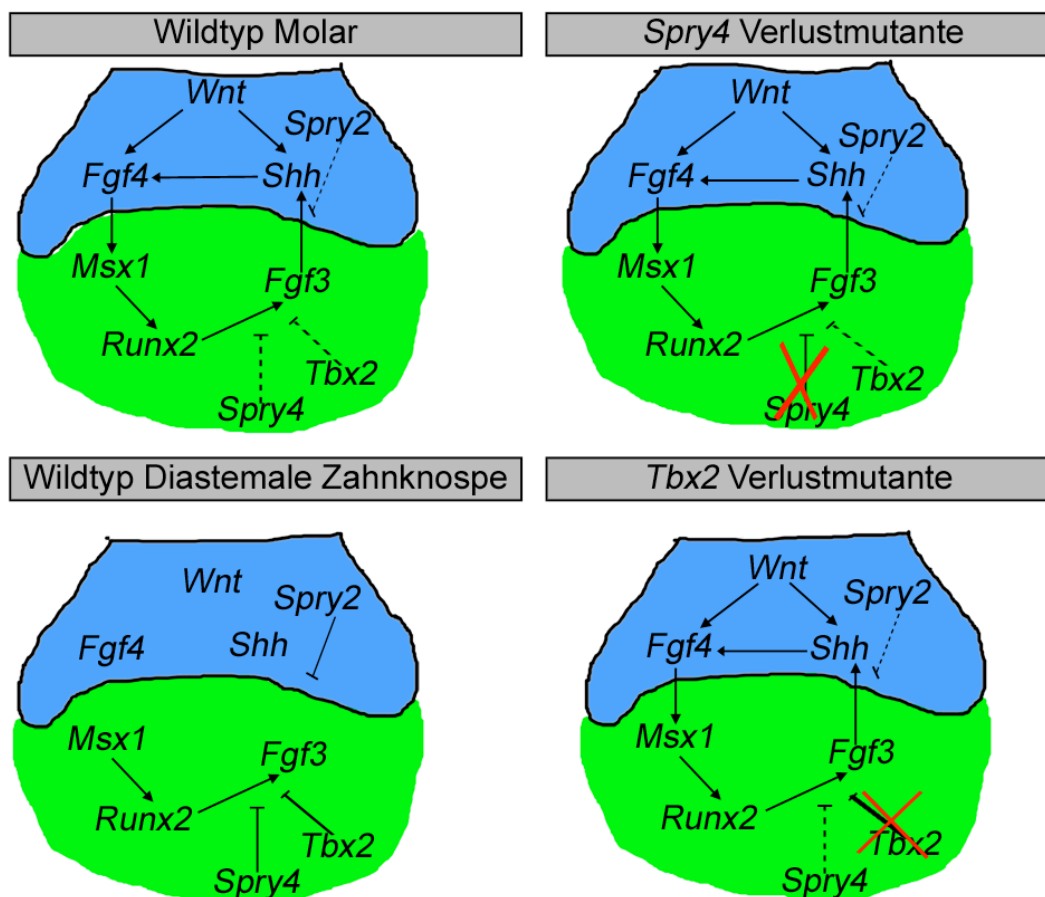 Wildtyp Molar
Wnt
Spry2
Fgf4
Shh
Msx1
Fgf3
Runx2
Tbx2
Spry4
Spry4 Verlustmutante
Wnt
Spry2
Fgf4
Shh
Msx1
Fgf3
Runx2
Tbx2
Spry4
Wildtyp Diastemale Zahnknospe
Wnt
Spry2
Fgf4
Shh
Msx1
Fgf3
Runx2
Tbx2
Spry4
Tbx2 Verlustmutante
Wnt
Spry2
Fgf4
Shh
Msx1
Fgf3
Runx2
Tbx2
Spry4